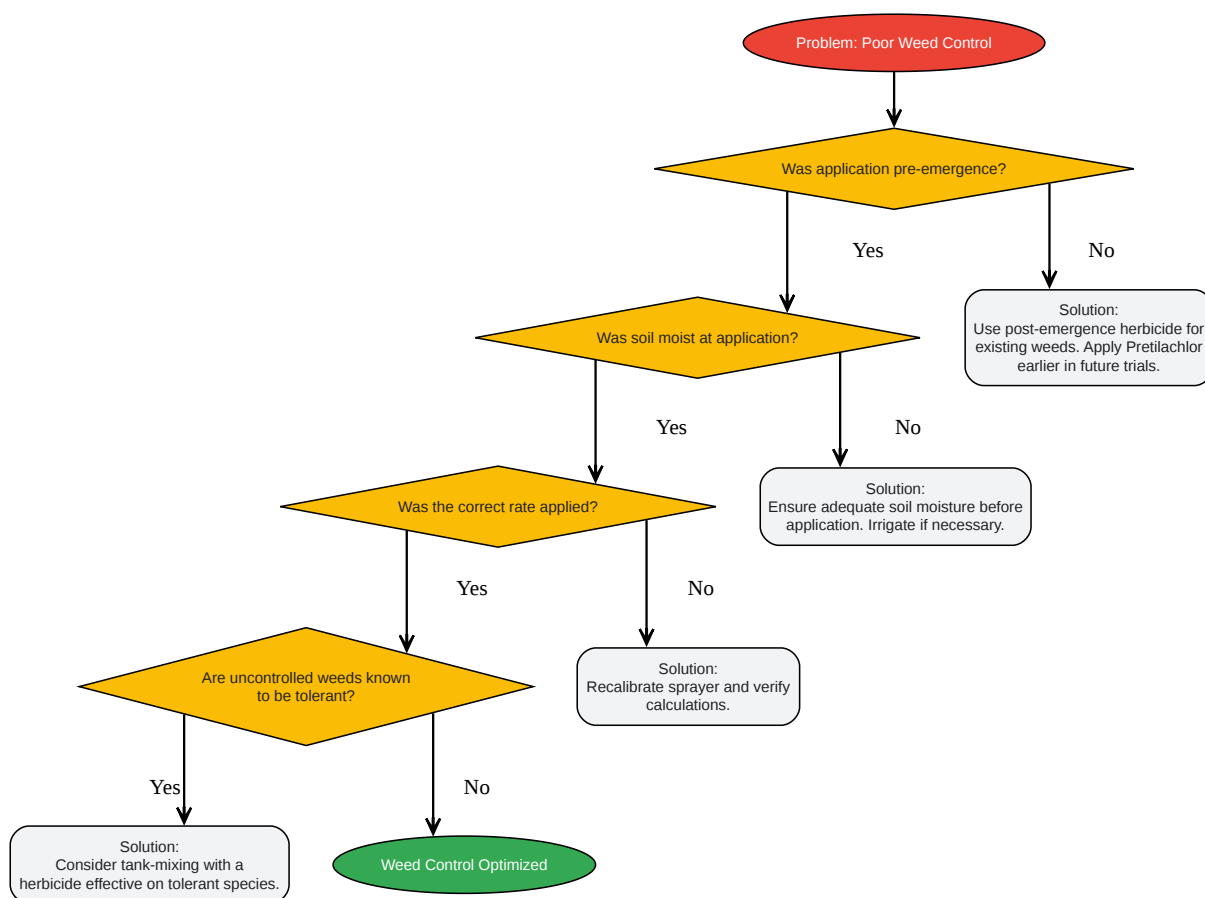 Problem: Poor Weed Control
Was application pre-emergence?
Yes
No
Solution:
Use post-emergence herbicide for
existing weeds. Apply Pretilachlor
earlier in future trials.
Was soil moist at application?
Yes
No
Solution:
Ensure adequate soil moisture before
application. Irrigate if necessary.
Was the correct rate applied?
Yes
No
Solution:
Recalibrate sprayer and verify
calculations.
Are uncontrolled weeds known
to be tolerant?
Yes
No
Solution:
Consider tank-mixing with a
herbicide effective on tolerant species.
Weed Control Optimized